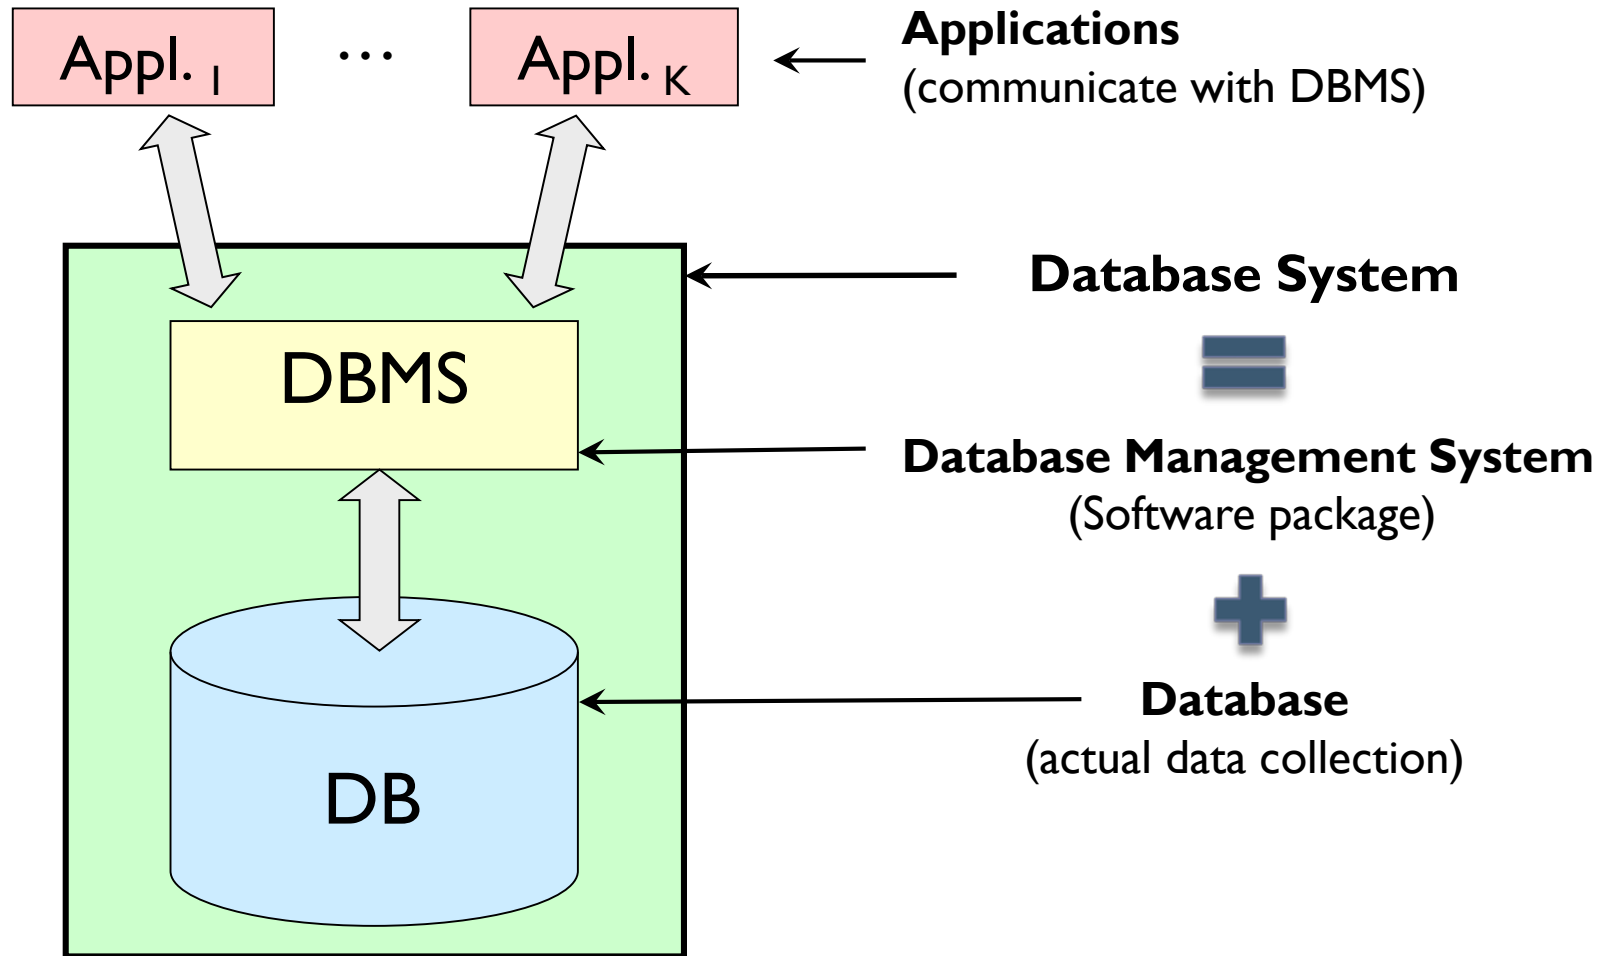 Appl. 1
...
Appl. K
Applications
(communicate with DBMS)
Database System
=
DBMS
Database Management System
(Software package)
+
Database
(actual data collection)
DB